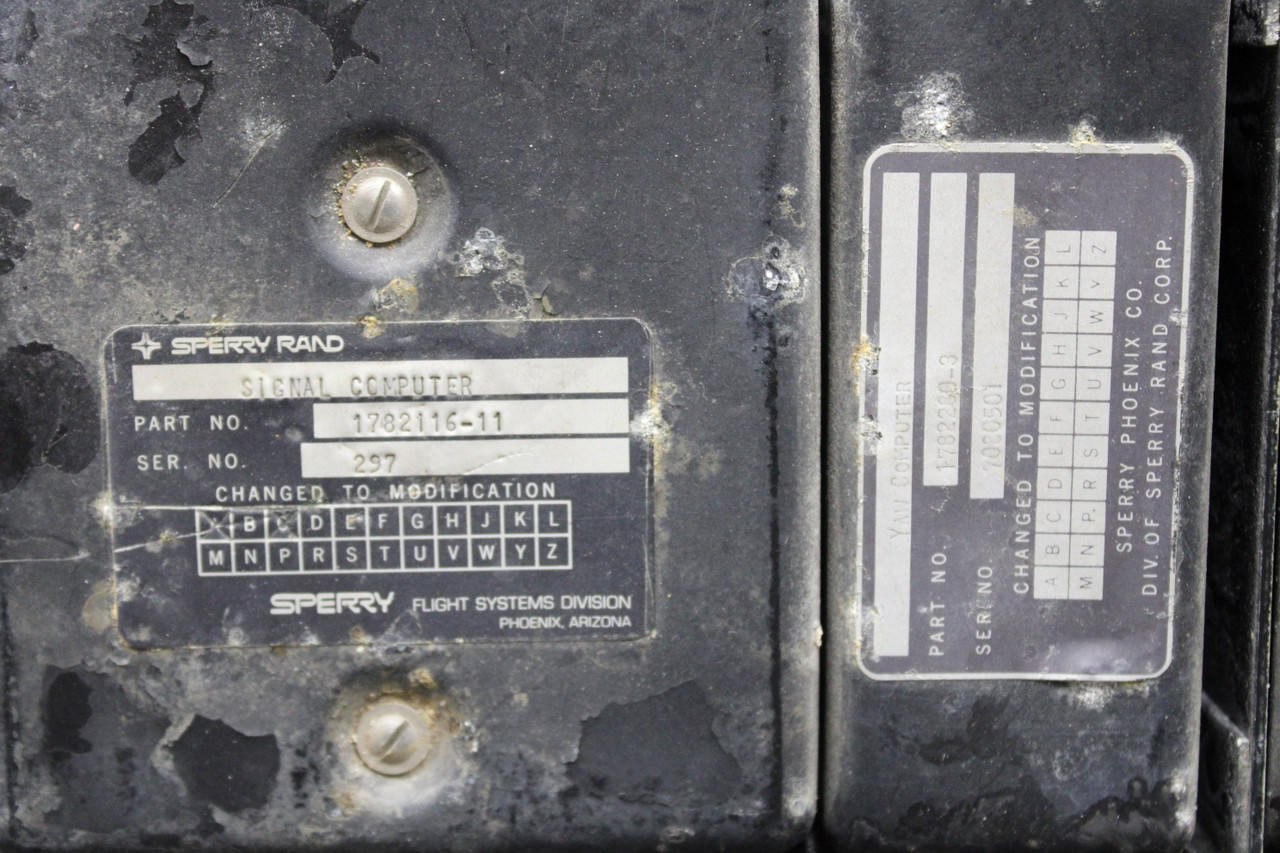 SPERRY RAND
SIGNAL COMPUTER
PART NO. 1782116-11
SER. NO. 297
CHANGED TO MODIFICATION
A B C D E F G H J K L
M N P R S T U V W Y Z
SPERRY FLIGHT SYSTEMS DIVISION
PHOENIX, ARIZONA
YAW COMPUTER
PART NO.
SER. NO.
CHANGED TO MODIFICATION
A B C D E F G H J K L
M N P R S T U V W V Z
SPERRY PHOENIX CO.
DIV. OF SPERRY RAND CORP.